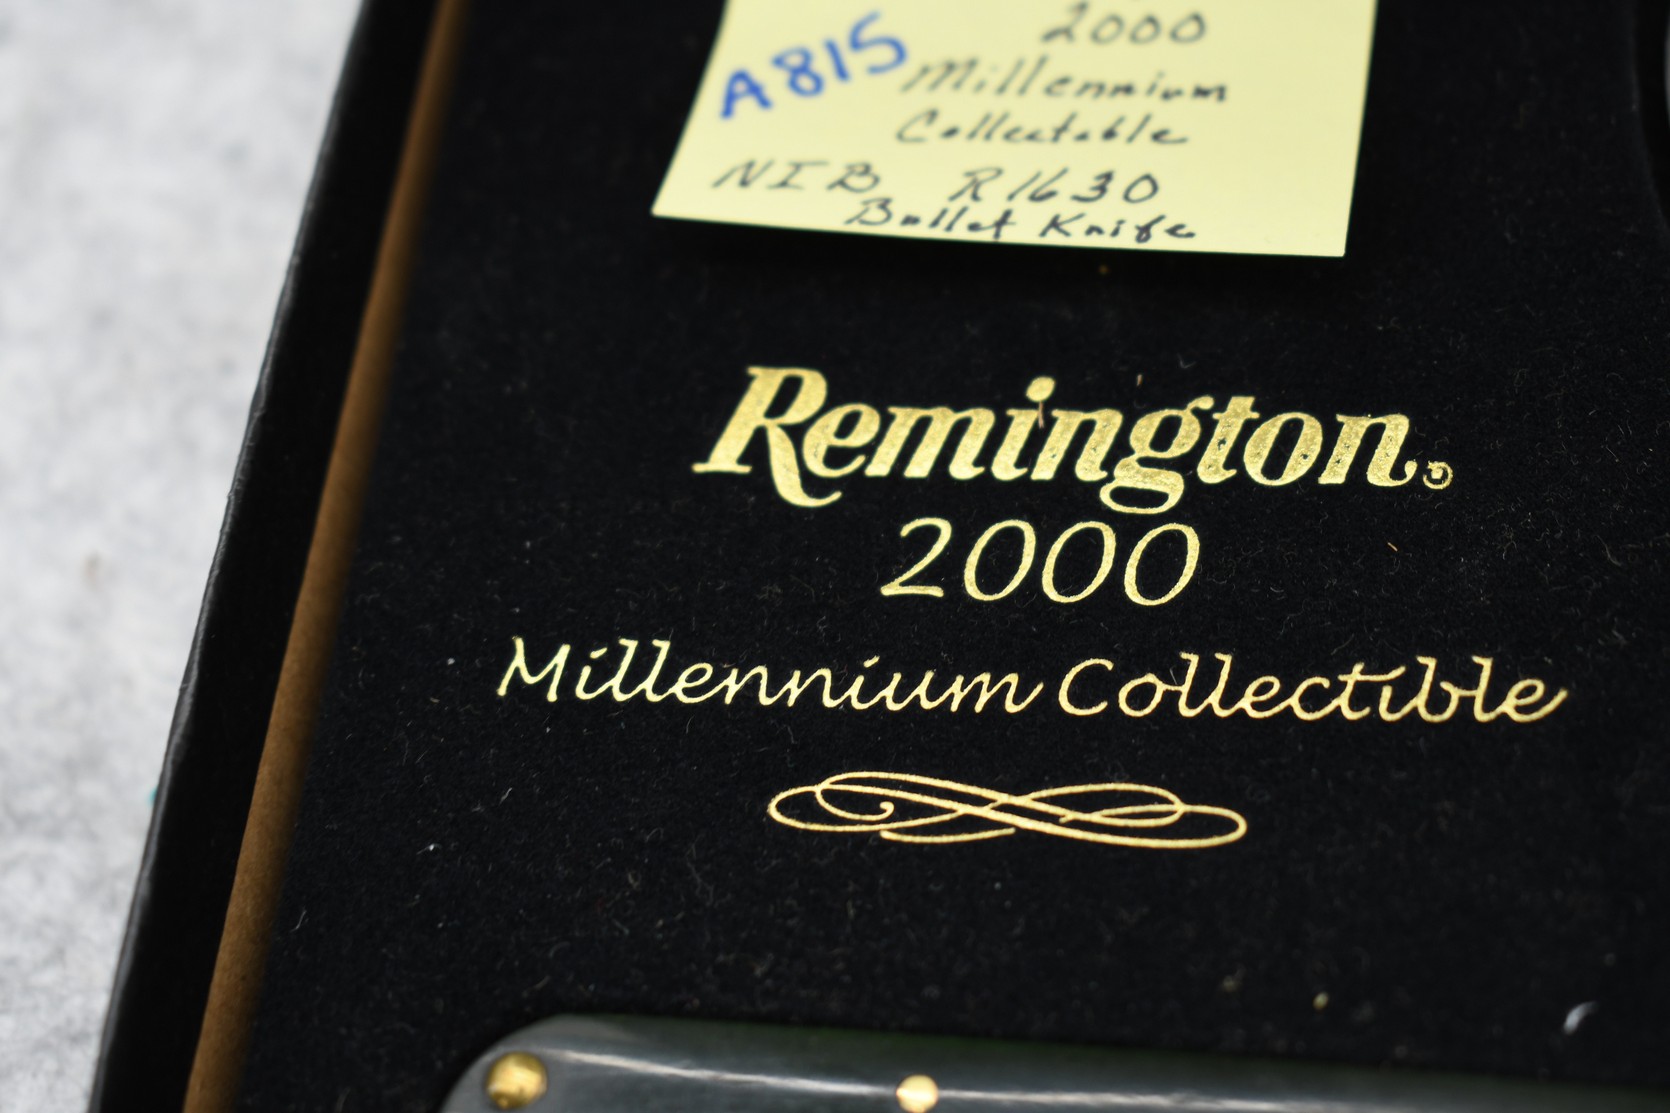 2000
A815
Millennium
Collectable
NIB R1630
Bullet Knife
Remington®
2000
Millennium Collectible